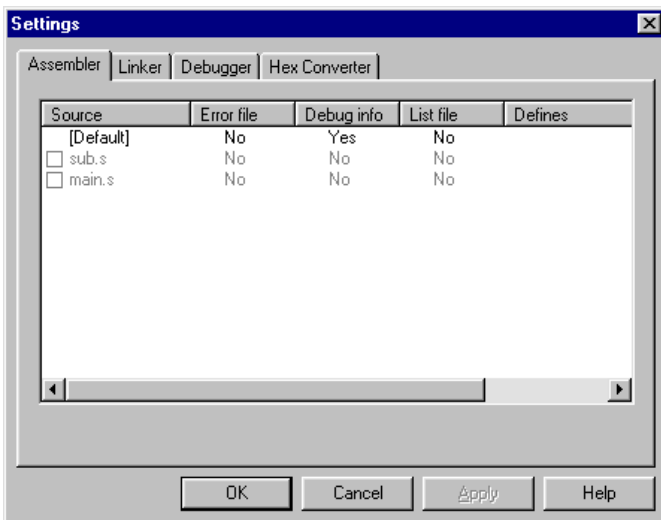 Settings
Assembler Linker Debugger Hex Converter
Source Error file Debug info List file Defines
[Default] No Yes No
sub.s No No No
main.s No No No
OK Cancel Apply Help